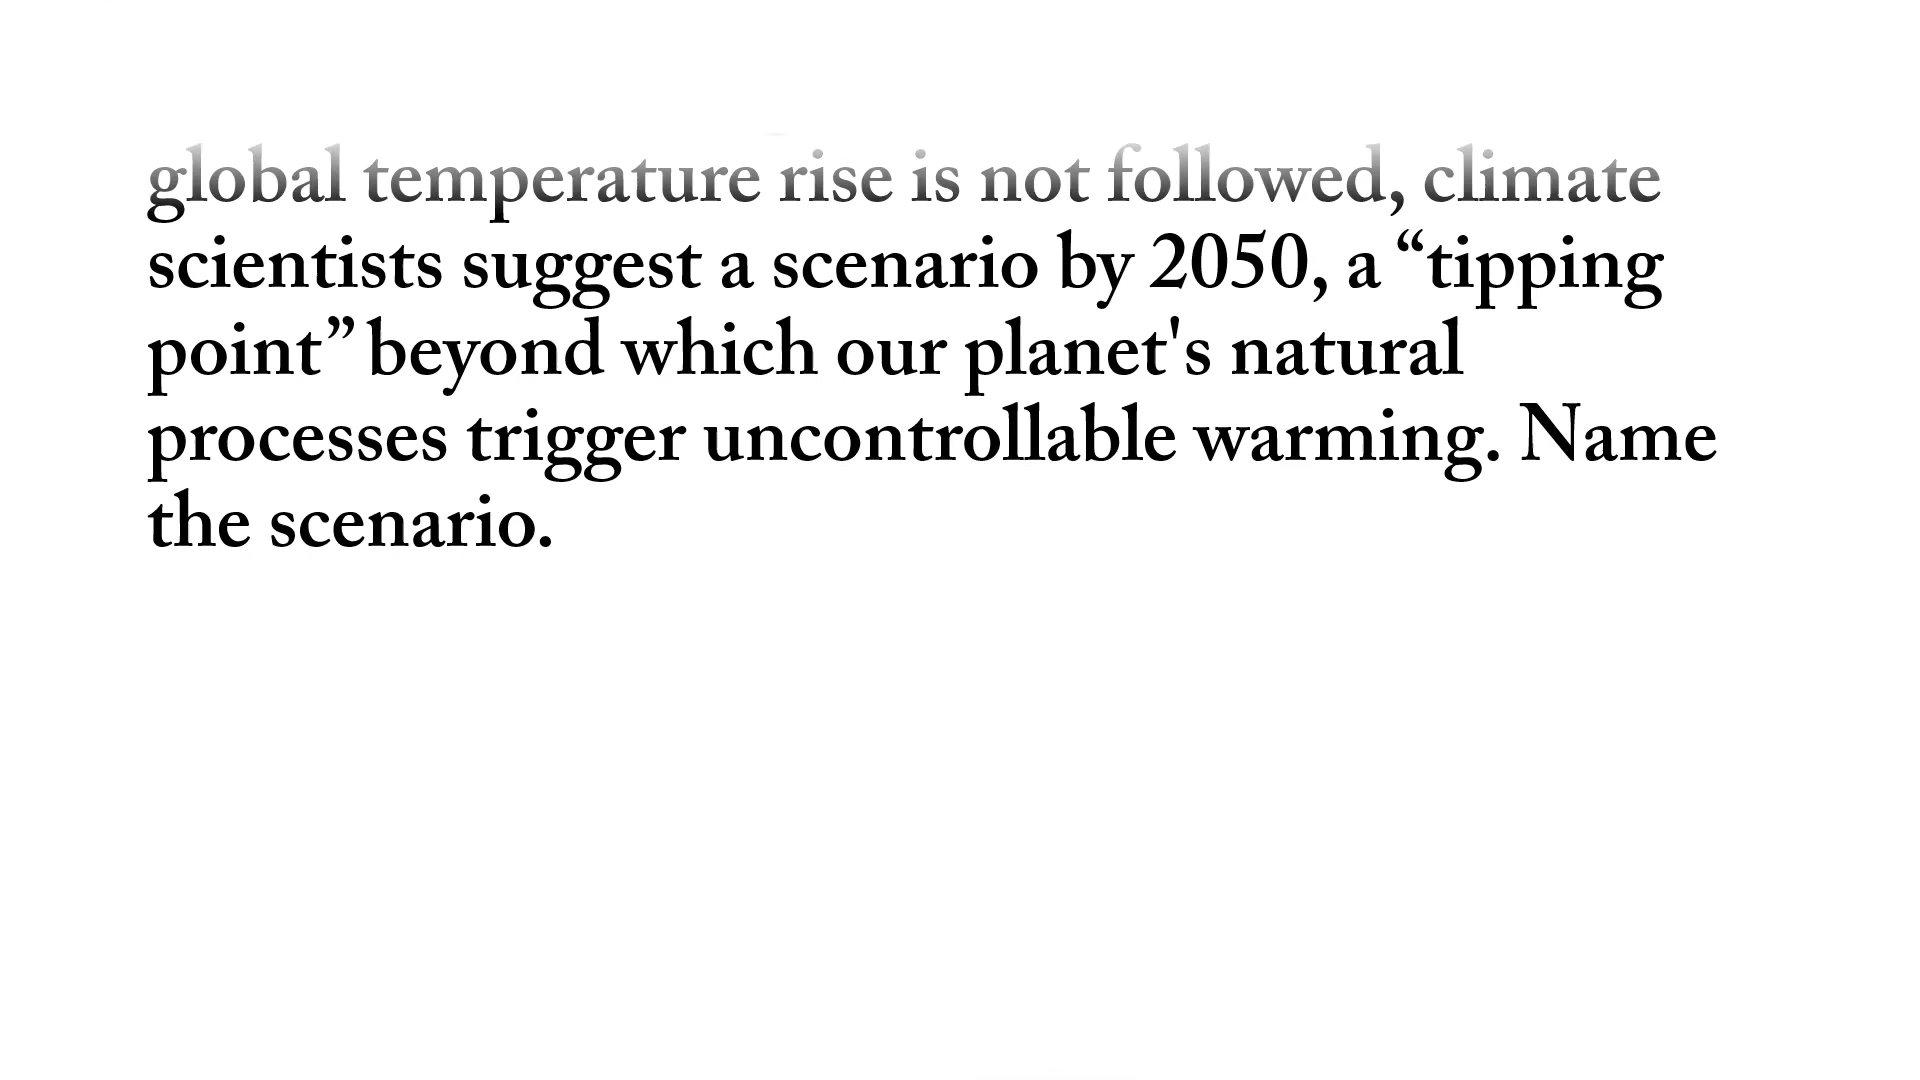 global temperature rise is not followed, climate
scientists suggest a scenario by 2050, a “tipping
point” beyond which our planet's natural
processes trigger uncontrollable warming. Name
the scenario.